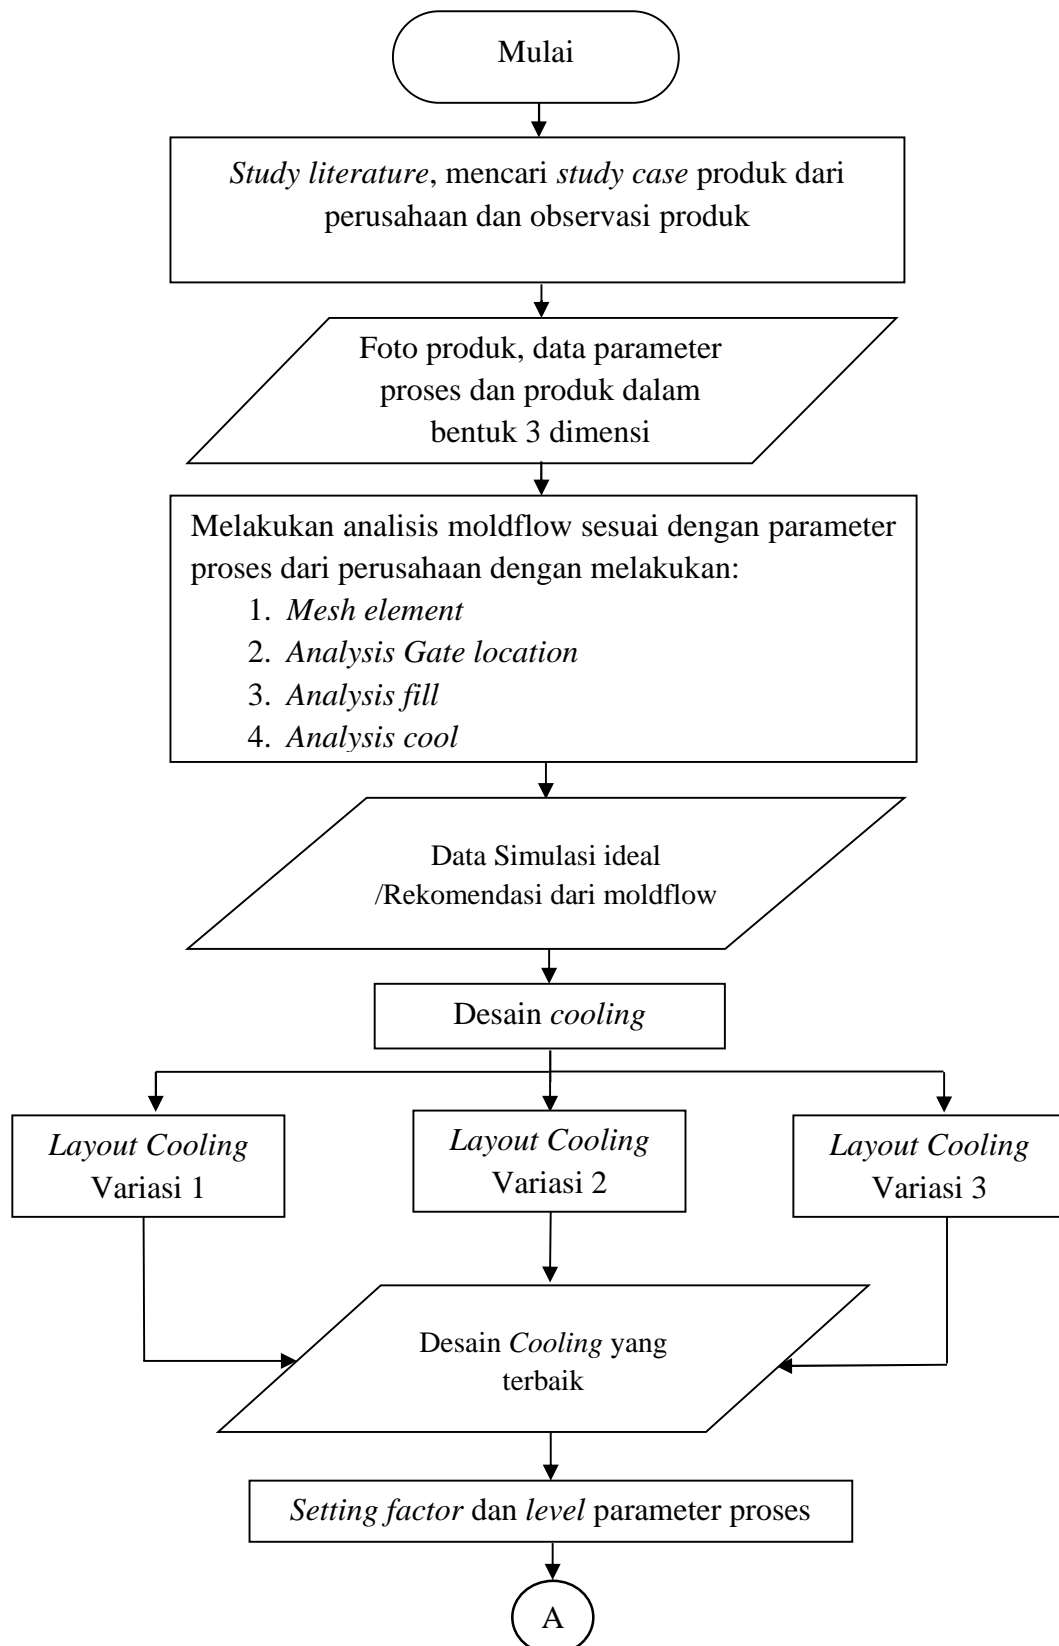 Mulai
Study literature, mencari study case produk dari
perusahaan dan observasi produk
Foto produk, data parameter
proses dan produk dalam
bentuk 3 dimensi
Melakukan analisis moldflow sesuai dengan parameter
proses dari perusahaan dengan melakukan:
1. Mesh element
2. Analysis Gate location
3. Analysis fill
4. Analysis cool
Data Simulasi ideal
/Rekomendasi dari moldflow
Desain cooling
Layout Cooling
Variasi 1
Layout Cooling
Variasi 2
Layout Cooling
Variasi 3
Desain Cooling yang
terbaik
Setting factor dan level parameter proses
A